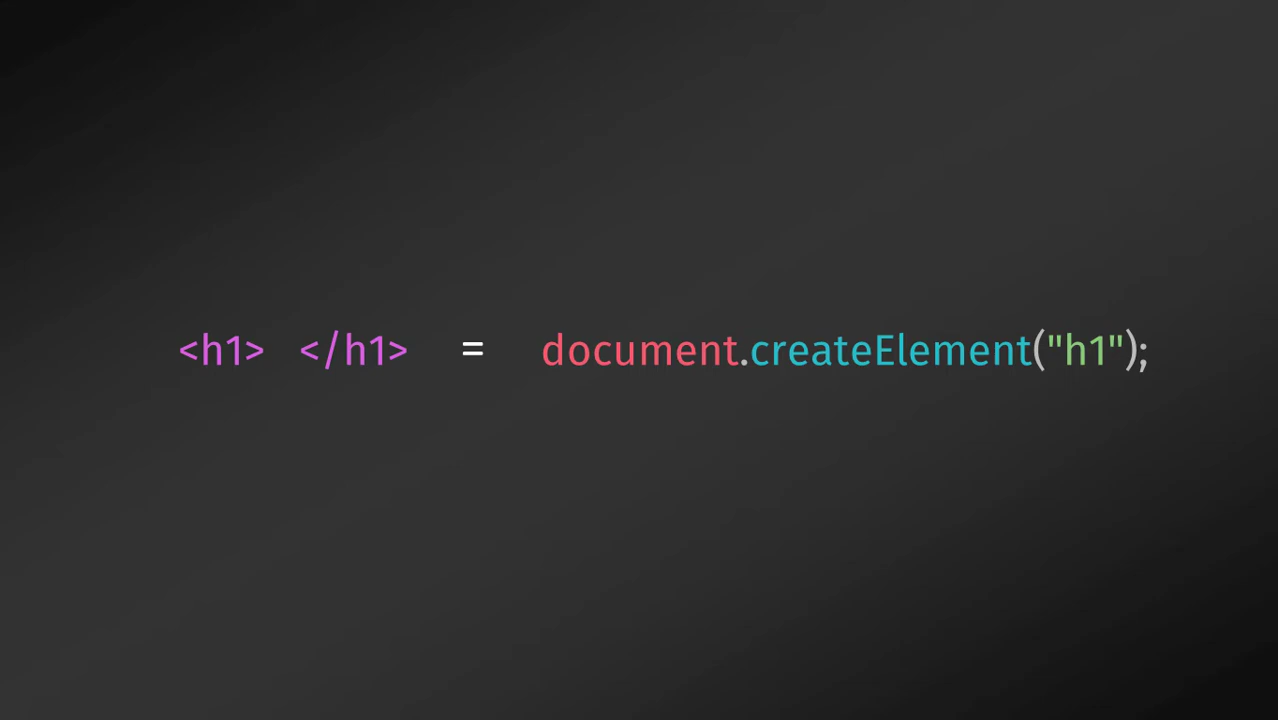 <h1> </h1> = document.createElement("h1");